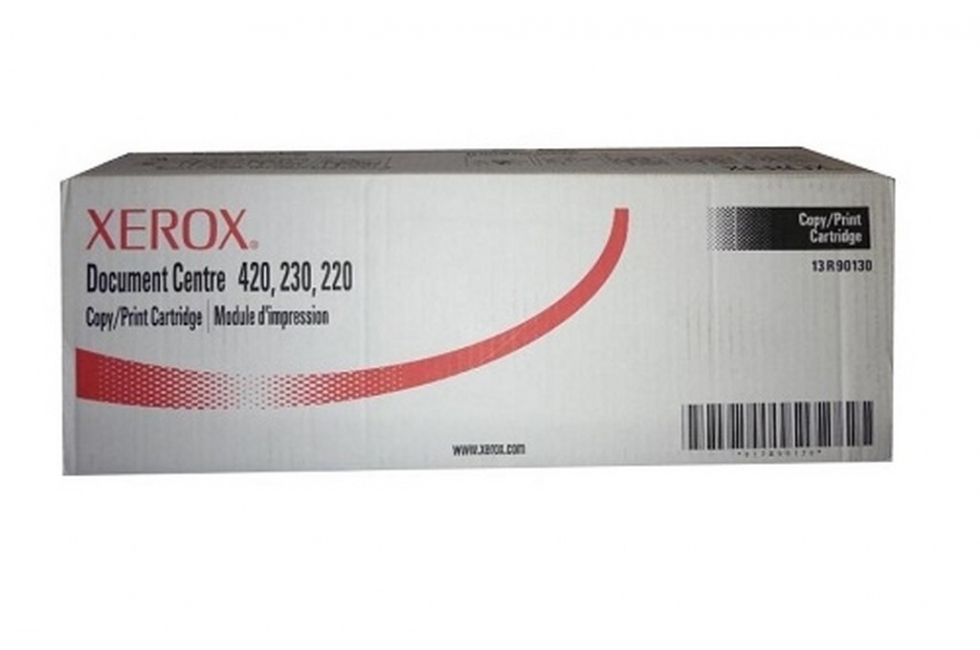 XEROX®
Document Centre 420, 230, 220
Copy/Print Cartridge | Module d'impression
Copy/Print
Cartridge
13R90130
www.xerox.com